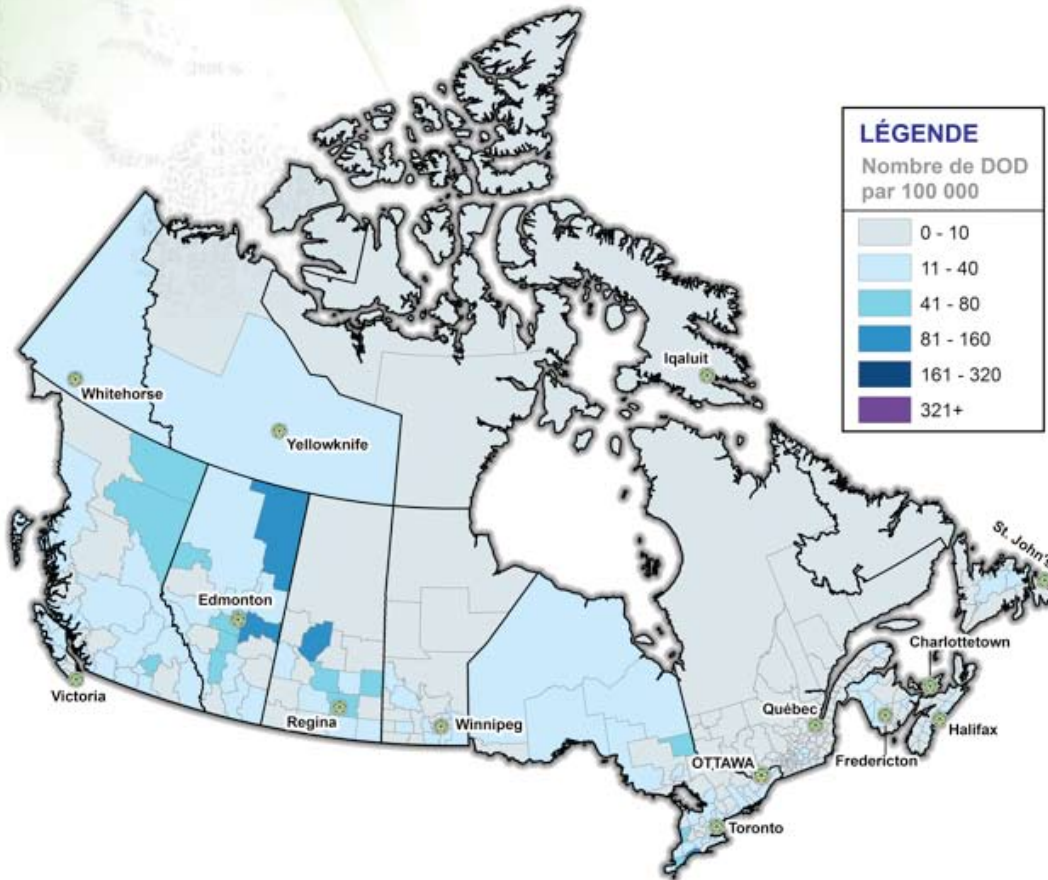 LÉGENDE
Nombre de DOD
par 100 000
0 - 10
11 - 40
41 - 80
81 - 160
161 - 320
321+
Iqaluit
Whitehorse
Yellowknife
St. John's
Edmonton
Charlottetown
Victoria
Regina
Winnipeg
Québec
Halifax
OTTAWA
Fredericton
Toronto